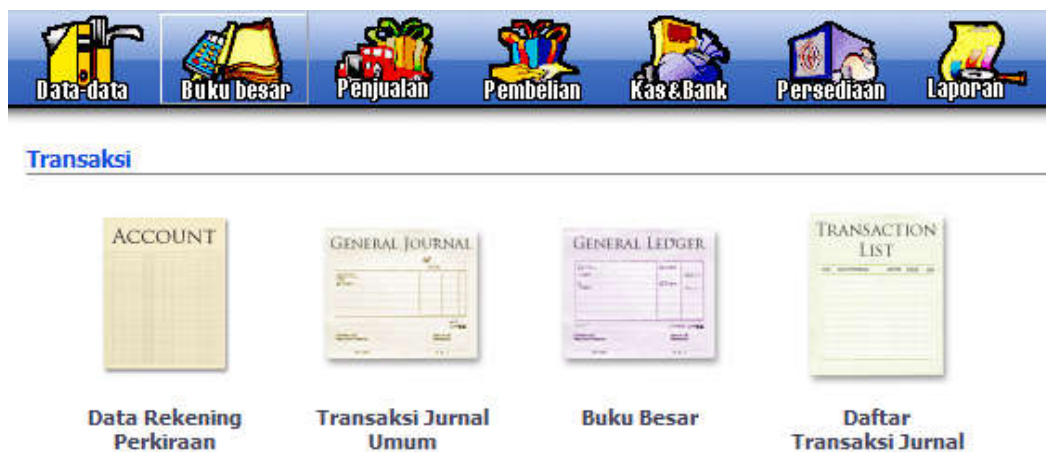 Data-data Buku besar Penjualan Pembelian Kas&Bank Persediaan Laporan
Transaksi
ACCOUNT
GENERAL JOURNAL
GENERAL LEDGER
TRANSACTION
LIST
Data Rekening
Perkiraan
Transaksi Jurnal
Umum
Buku Besar
Daftar
Transaksi Jurnal